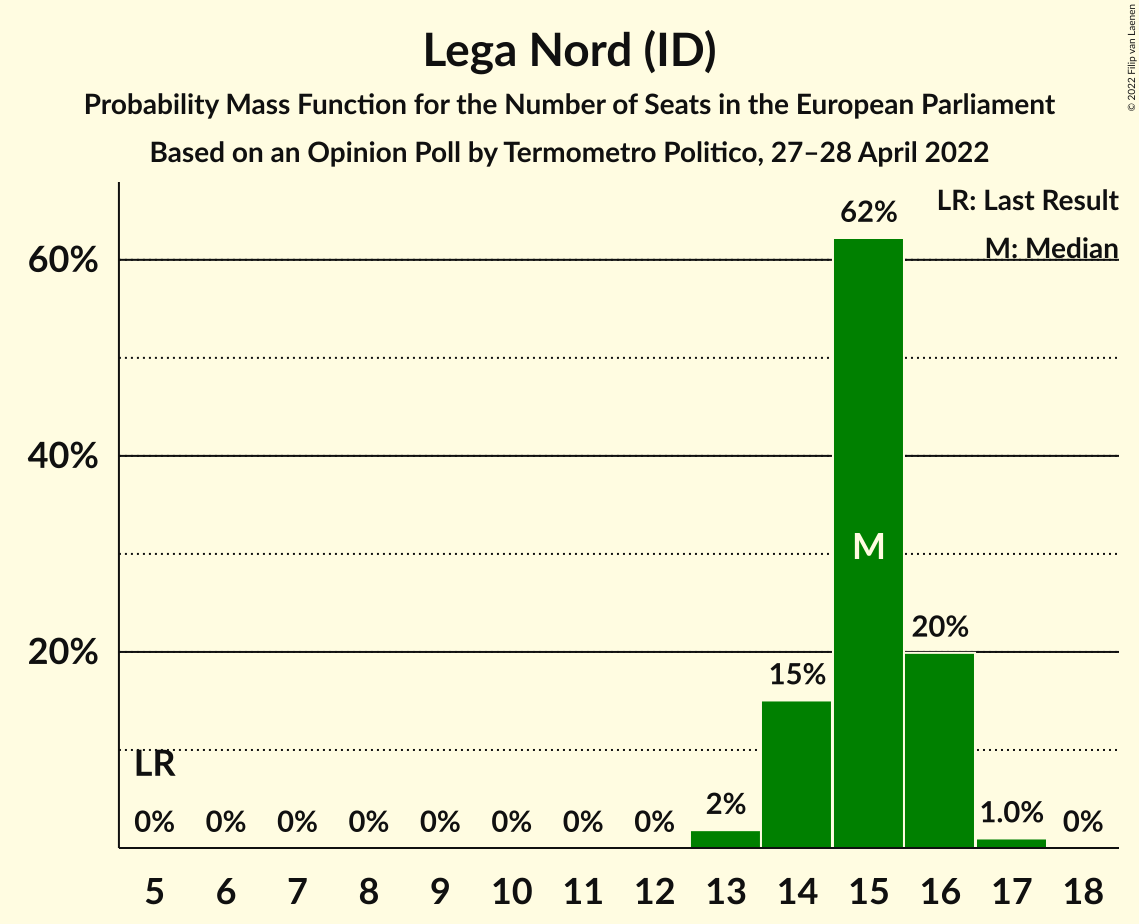 Lega Nord (ID)
Probability Mass Function for the Number of Seats in the European Parliament
Based on an Opinion Poll by Termometro Politico, 27–28 April 2022
© 2022 Filip van Laenen
LR: Last Result
M: Median
60%
40%
20%
62%
M
20%
15%
LR
0%
0%
0%
0%
0%
0%
0%
0%
2%
1.0%
0%
5 6 7 8 9 10 11 12 13 14 15 16 17 18